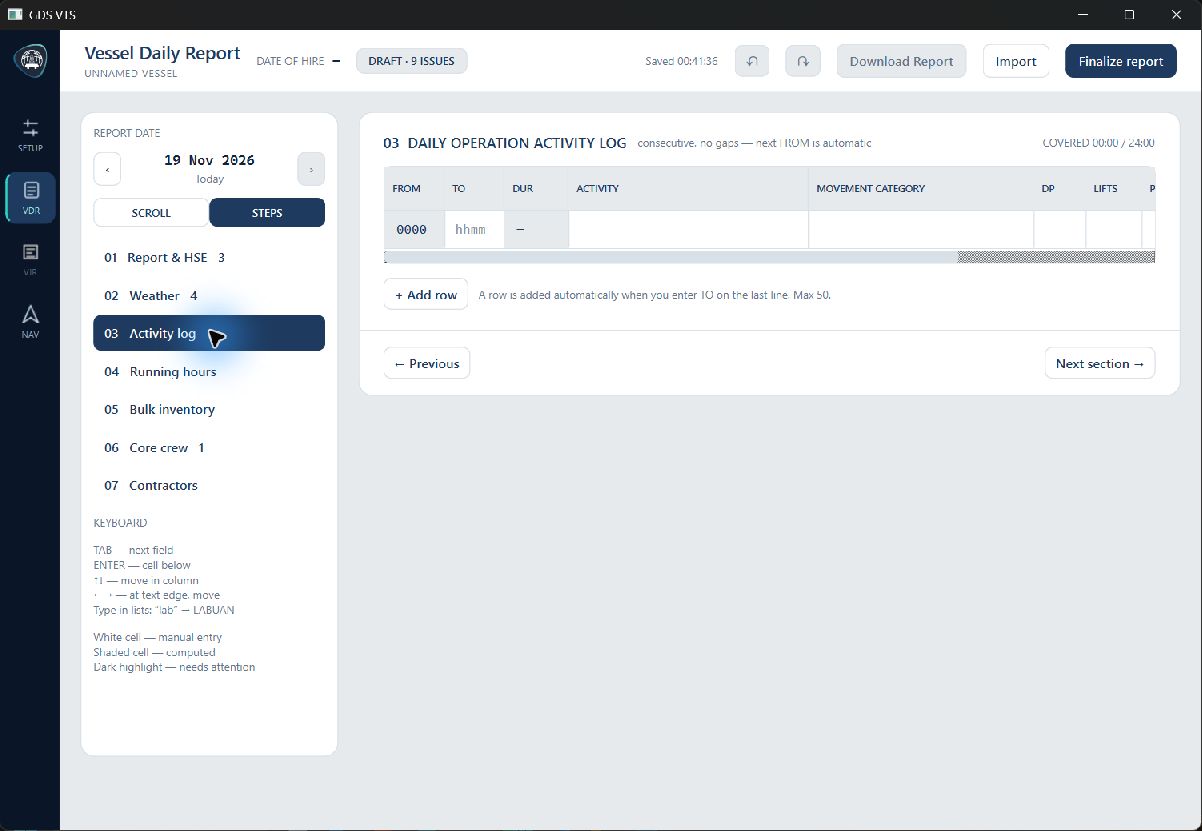 GDS VTS
Vessel Daily Report
UNNAMED VESSEL
DATE OF HIRE –
DRAFT · 9 ISSUES
Saved 00:41:36
Download Report
Import
Finalize report
SETUP
VDR
VIR
NAV
REPORT DATE
‹
19 Nov 2026
Today
›
SCROLL
STEPS
01 Report & HSE 3
02 Weather 4
03 Activity log
04 Running hours
05 Bulk inventory
06 Core crew 1
07 Contractors
KEYBOARD
TAB — next field
ENTER — cell below
↑↓ — move in column
← → — at text edge, move
Type in lists: "lab" → LABUAN
White cell — manual entry
Shaded cell — computed
Dark highlight — needs attention
03 DAILY OPERATION ACTIVITY LOG consecutive, no gaps — next FROM is automatic
COVERED 00:00 / 24:00
FROM TO DUR ACTIVITY MOVEMENT CATEGORY DP LIFTS P
0000 hhmm —
+ Add row
A row is added automatically when you enter TO on the last line. Max 50.
← Previous
Next section →